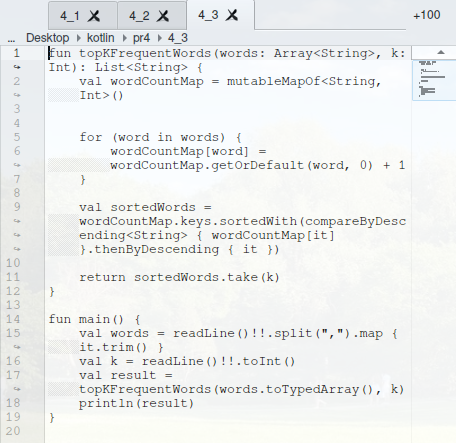 4_1 X 4_2 X 4_3 X +100
... Desktop > kotlin > pr4 > 4_3
1 fun topKFrequentWords(words: Array<String>, k:
Int): List<String> {
2 val wordCountMap = mutableMapOf<String,
Int>()
3
4
5 for (word in words) {
6 wordCountMap[word] =
wordCountMap.getOrDefault(word, 0) + 1
7 }
8
9 val sortedWords =
wordCountMap.keys.sortedWith(compareByDesc
ending<String> { wordCountMap[it]
}.thenByDescending { it })
10
11 return sortedWords.take(k)
12 }
13
14 fun main() {
15 val words = readLine()!!.split(",").map {
it.trim() }
16 val k = readLine()!!.toInt()
17 val result =
topKFrequentWords(words.toTypedArray(), k)
18 println(result)
19 }
20